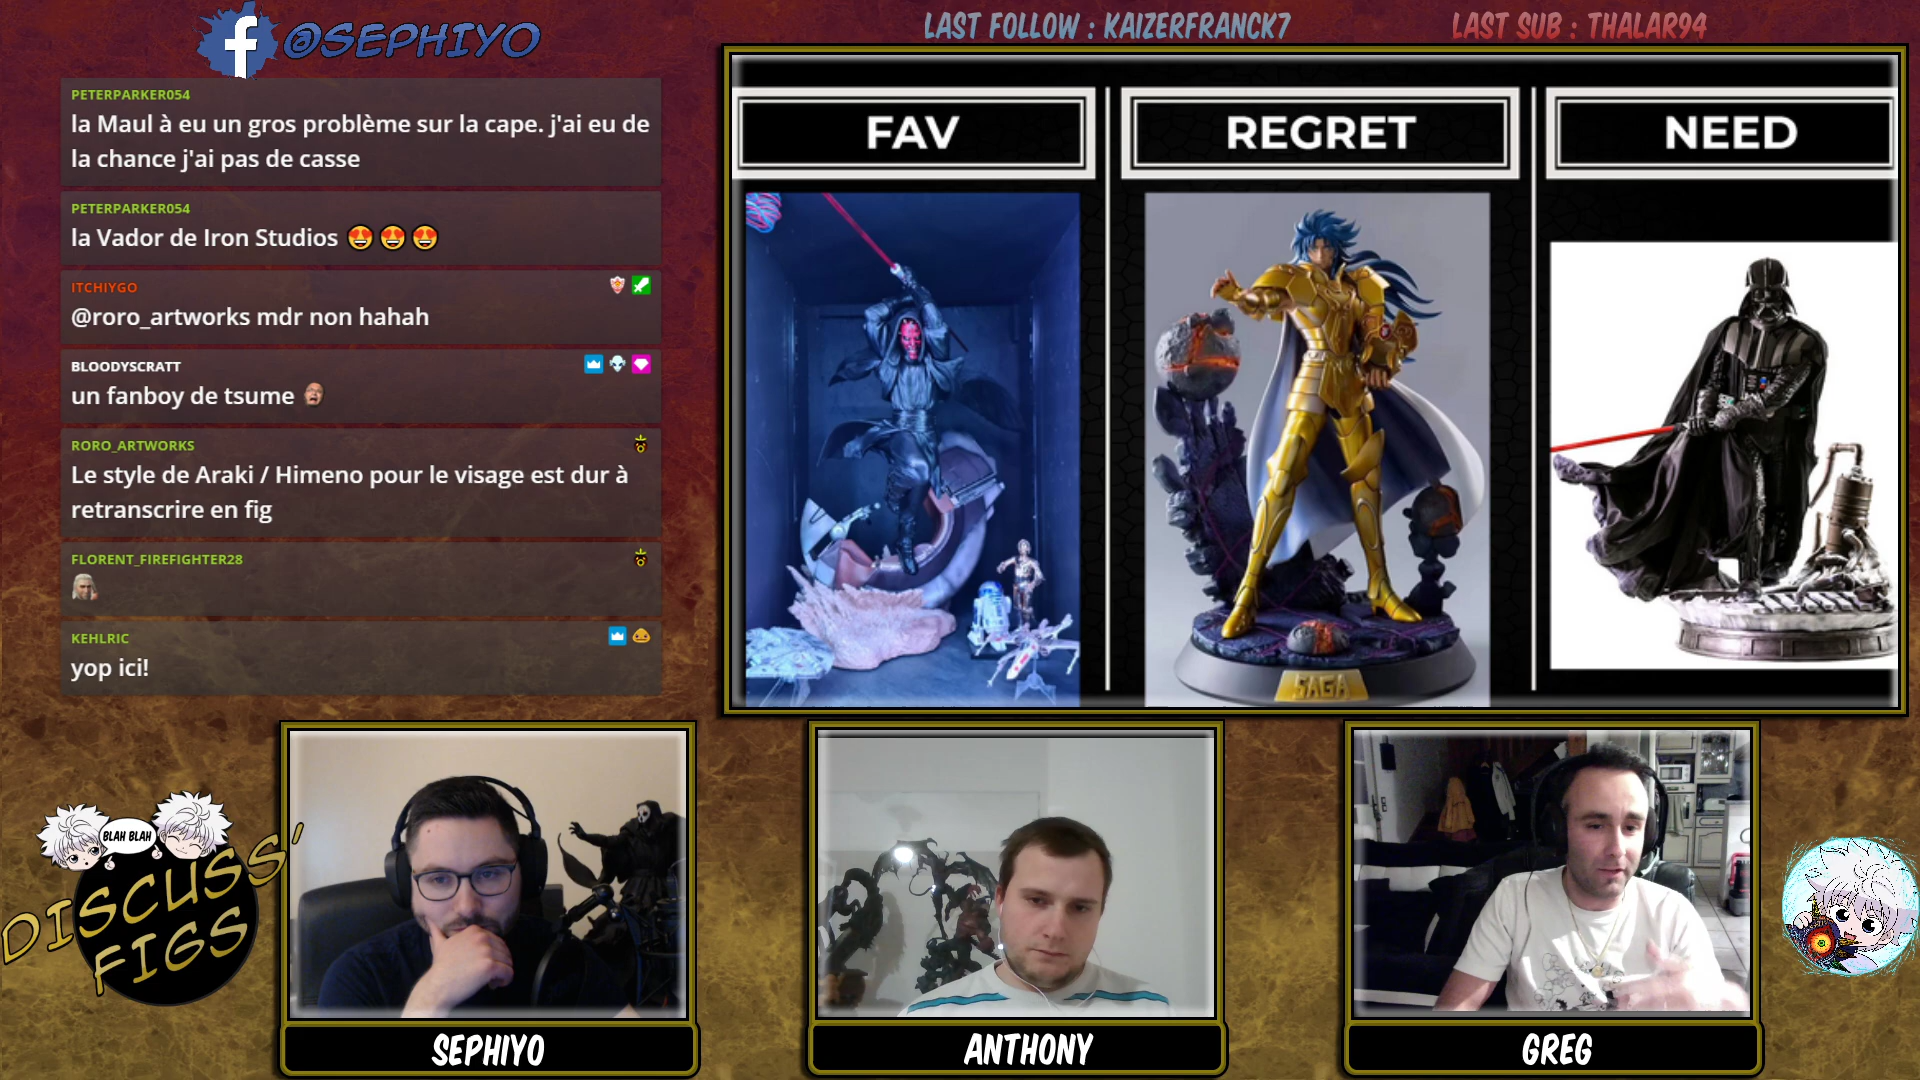 @SEPHIYO
LAST FOLLOW : KAIZERFRANCK7
LAST SUB : THALAR94
PETERPARKER054
la Maul à eu un gros problème sur la cape. j'ai eu de
la chance j'ai pas de casse
PETERPARKER054
la Vador de Iron Studios 😍 😍 😍
ITCHIYGO
@roro_artworks mdr non hahah
BLOODYSCRATT
un fanboy de tsume
RORO_ARTWORKS
Le style de Araki / Himeno pour le visage est dur à
retranscrire en fig
FLORENT_FIREFIGHTER28
KEHLRIC
yop ici!
FAV
REGRET
NEED
SAGA
BLAH BLAH
DISCUSS'
FIGS
SEPHIYO
ANTHONY
GREG